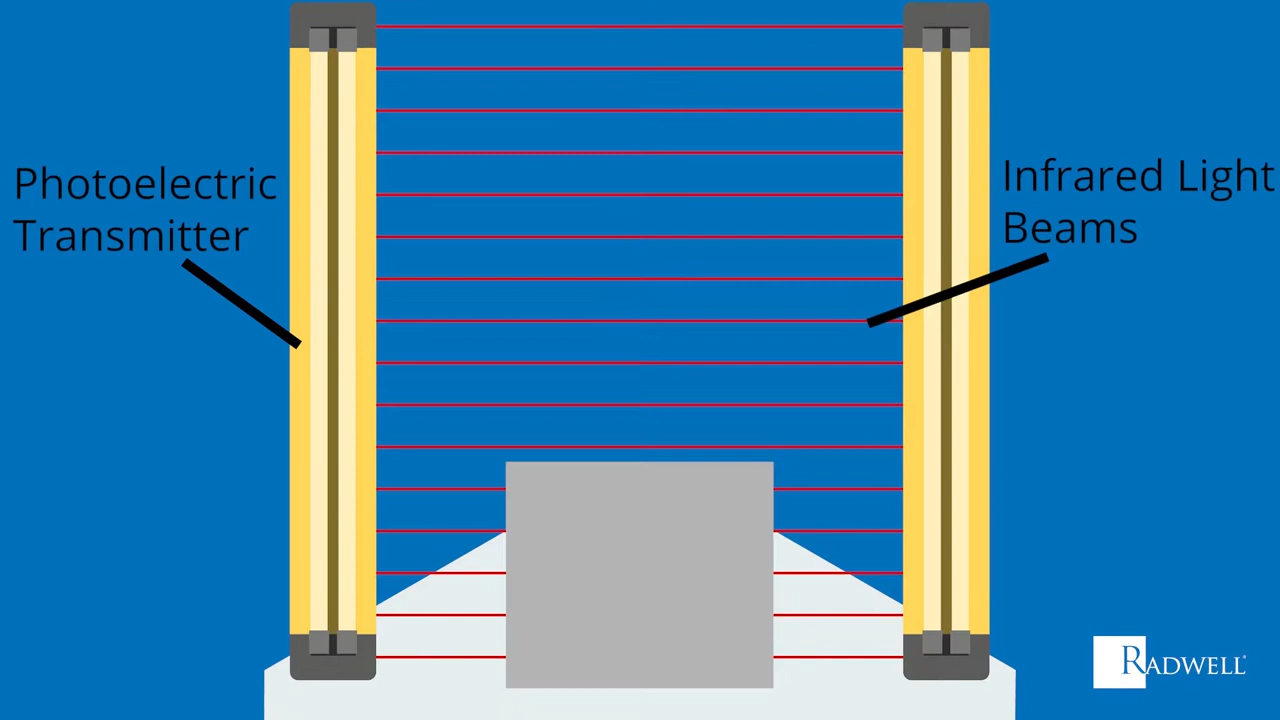 Photoelectric
Transmitter
Infrared Light
Beams
RADWELL®